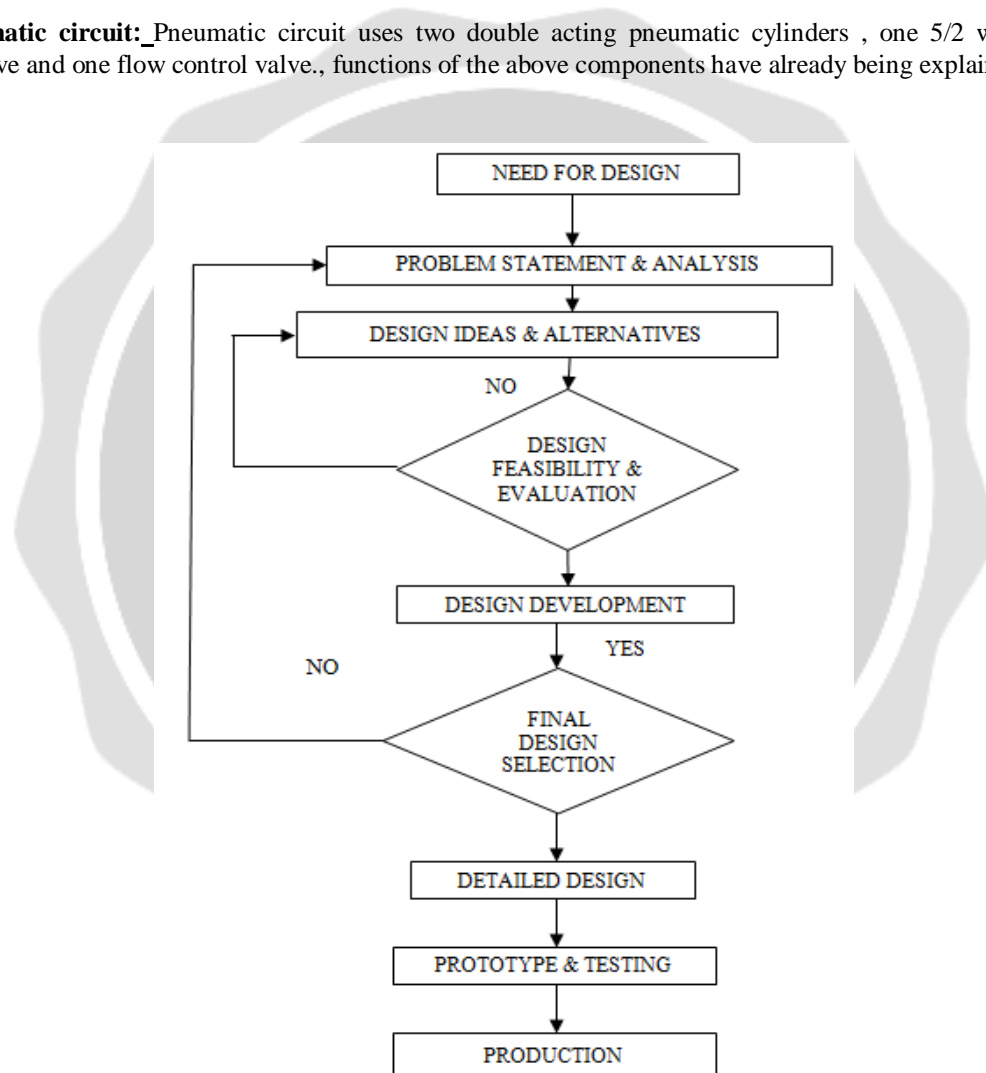 matic circuit: Pneumatic circuit uses two double acting pneumatic cylinders , one 5/2 w
ve and one flow control valve., functions of the above components have already being explai
NEED FOR DESIGN
PROBLEM STATEMENT & ANALYSIS
DESIGN IDEAS & ALTERNATIVES
NO
DESIGN
FEASIBILITY &
EVALUATION
DESIGN DEVELOPMENT
YES
NO
FINAL
DESIGN
SELECTION
DETAILED DESIGN
PROTOTYPE & TESTING
PRODUCTION